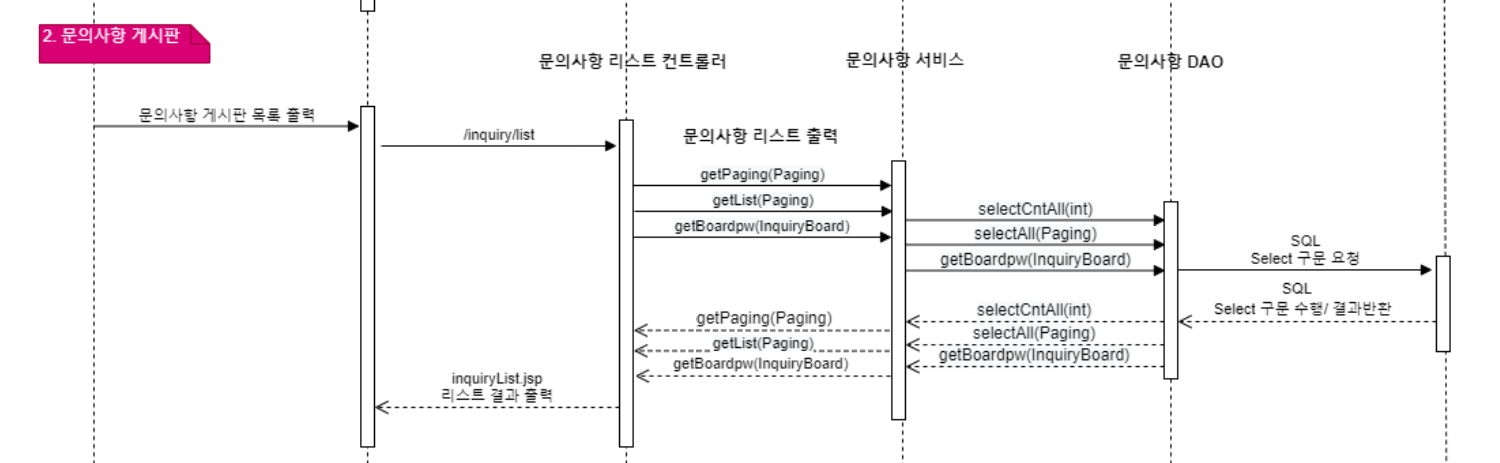 2. 문의사항 게시판
문의사항 리스트 컨트롤러
문의사항 서비스
문의사항 DAO
문의사항 게시판 목록 출력
/inquiry/list
문의사항 리스트 출력
getPaging(Paging)
getList(Paging)
getBoardpw(InquiryBoard)
selectCntAll(int)
selectAll(Paging)
getBoardpw(InquiryBoard)
SQL
Select 구문 요청
SQL
Select 구문 수행/ 결과반환
selectCntAll(int)
selectAll(Paging)
getBoardpw(InquiryBoard)
getPaging(Paging)
getList(Paging)
getBoardpw(InquiryBoard)
inquiryList.jsp
리스트 결과 출력